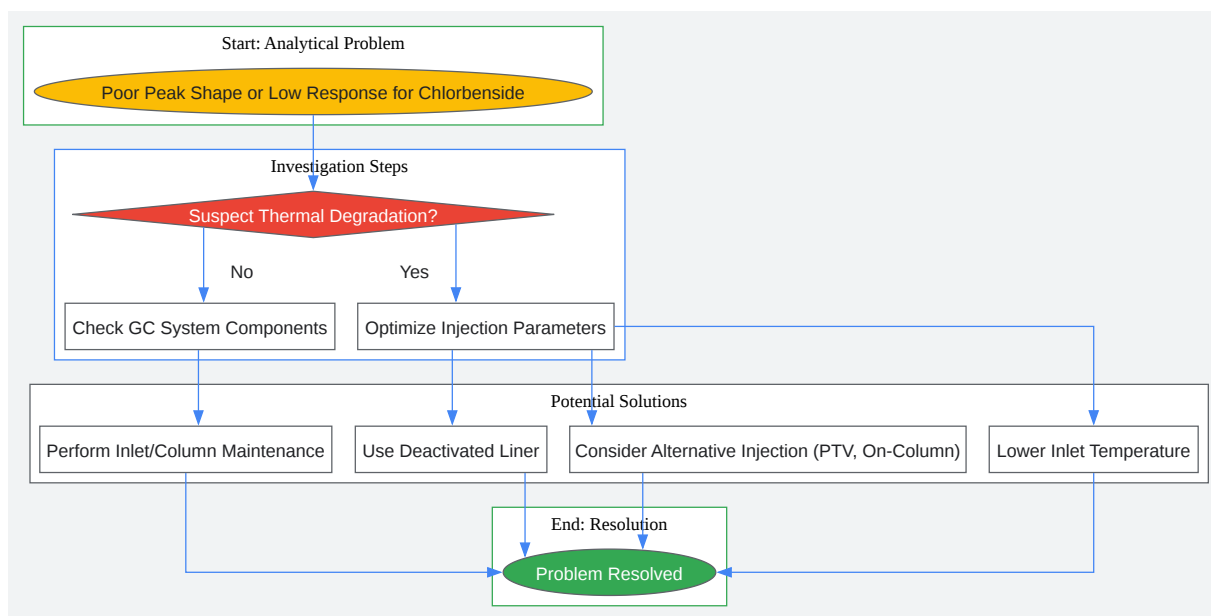 Start: Analytical Problem
Poor Peak Shape or Low Response for Chlorbenside
Investigation Steps
Suspect Thermal Degradation?
No
Yes
Check GC System Components
Optimize Injection Parameters
Potential Solutions
Perform Inlet/Column Maintenance
Use Deactivated Liner
Consider Alternative Injection (PTV, On-Column)
Lower Inlet Temperature
End: Resolution
Problem Resolved